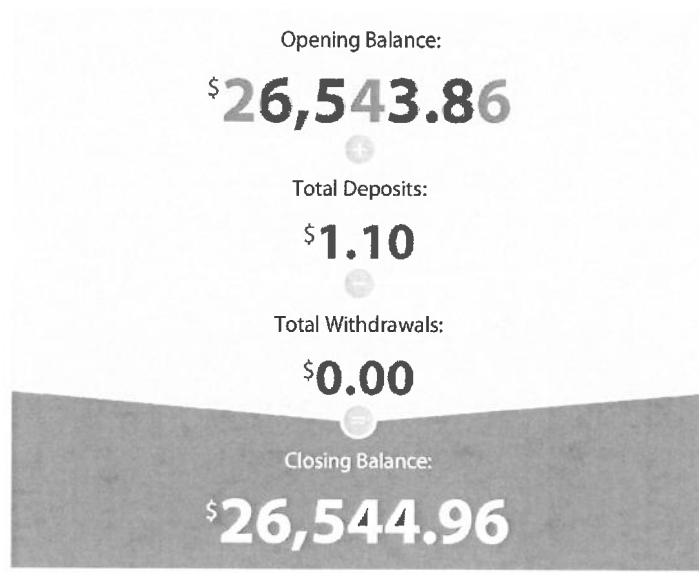 Opening Balance:
$26,543.86
+
Total Deposits:
$1.10
-
Total Withdrawals:
$0.00
=
Closing Balance:
$26,544.96